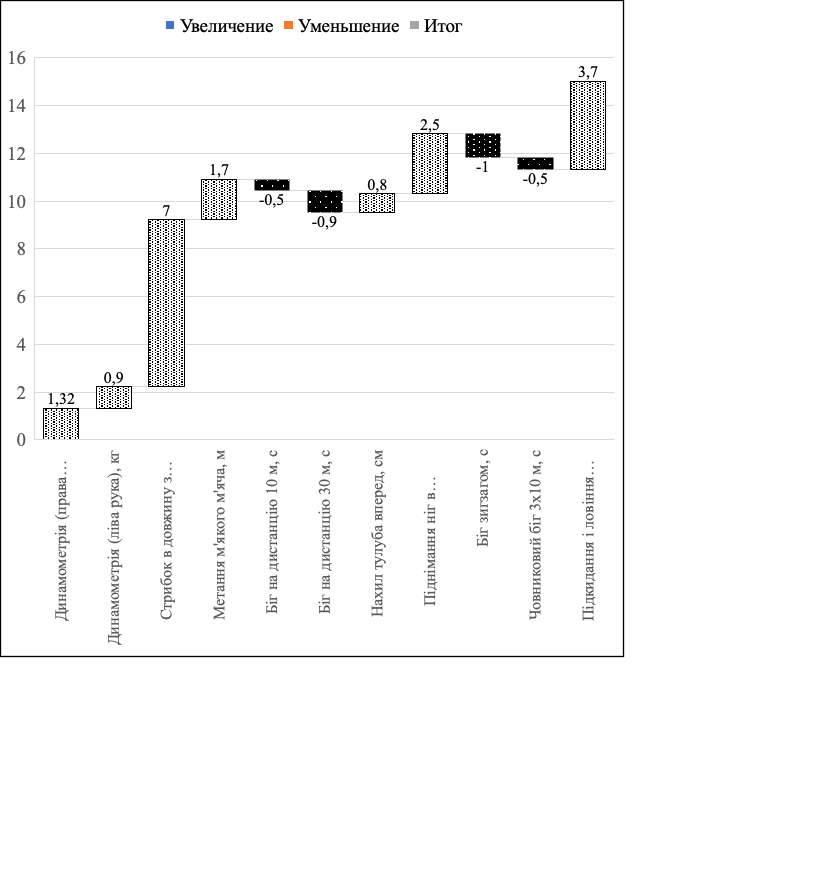 Увеличение Уменьшение Итог
16
14
12
10
8
6
4
2
0
1,32
0,9
7
1,7
-0,5
-0,9
0,8
2,5
-1
-0,5
3,7
Динамометрія (права…
Динамометрія (ліва рука), кг
Стрибок в довжину з…
Метання м'якого м'яча, м
Біг на дистанцію 10 м, с
Біг на дистанцію 30 м, с
Нахил тулуба вперед, см
Піднімання ніг в…
Біг зигзагом, с
Човниковий біг 3х10 м, с
Підкидання і ловіння…